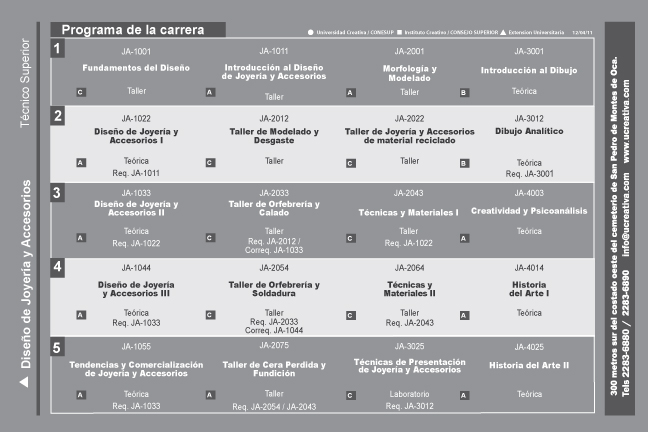 Programa de la carrera
Universidad Creativa / CONESUP Instituto Creativo / CONSEJO SUPERIOR Extension Universitaria 12/04/11
1
JA-1001 JA-1011 JA-2001 JA-3001
Fundamentos del Diseño Introducción al Diseño de Joyería y Accesorios Morfología y Modelado Introducción al Dibujo
C Taller A Taller A Taller B Teórica
2
JA-1022 JA-2012 JA-2022 JA-3012
Diseño de Joyería y Accesorios I Taller de Modelado y Desgaste Taller de Joyería y Accesorios de material reciclado Dibujo Analítico
A Teórica C Taller C Taller B Teórica
Req. JA-1011 Req. JA-3001
3
JA-1033 JA-2033 JA-2043 JA-4003
Diseño de Joyería y Accesorios II Taller de Orfebrería y Calado Técnicas y Materiales I Creatividad y Psicoanálisis
A Taller C Taller C Taller A Teórica
Req. JA-1022 Req. JA-2012 / Correq. JA-1033 Req. JA-1022
4
JA-1044 JA-2054 JA-2064 JA-4014
Diseño de Joyería y Accesorios III Taller de Orfebrería y Soldadura Técnicas y Materiales II Historia del Arte I
A Teórica C Taller C Taller A Teórica
Req. JA-1033 Req. JA-2033 Correq. JA-1044 Req. JA-2043
5
JA-1055 JA-2075 JA-3025 JA-4025
Tendencias y Comercialización de Joyería y Accesorios Taller de Cera Perdida y Fundición Técnicas de Presentación de Joyería y Accesorios Historia del Arte II
A Teórica A Taller C Laboratorio A Teórica
Req. JA-1033 Req. JA-2054 / JA-2043 Req. JA-3012
Diseño de Joyería y Accesorios Técnico Superior
300 metros sur del costado oeste del cementerio de San Pedro de Montes de Oca.
Tels 2283-6880 / 2283-6890 info@ucreativa.com www.ucreativa.com